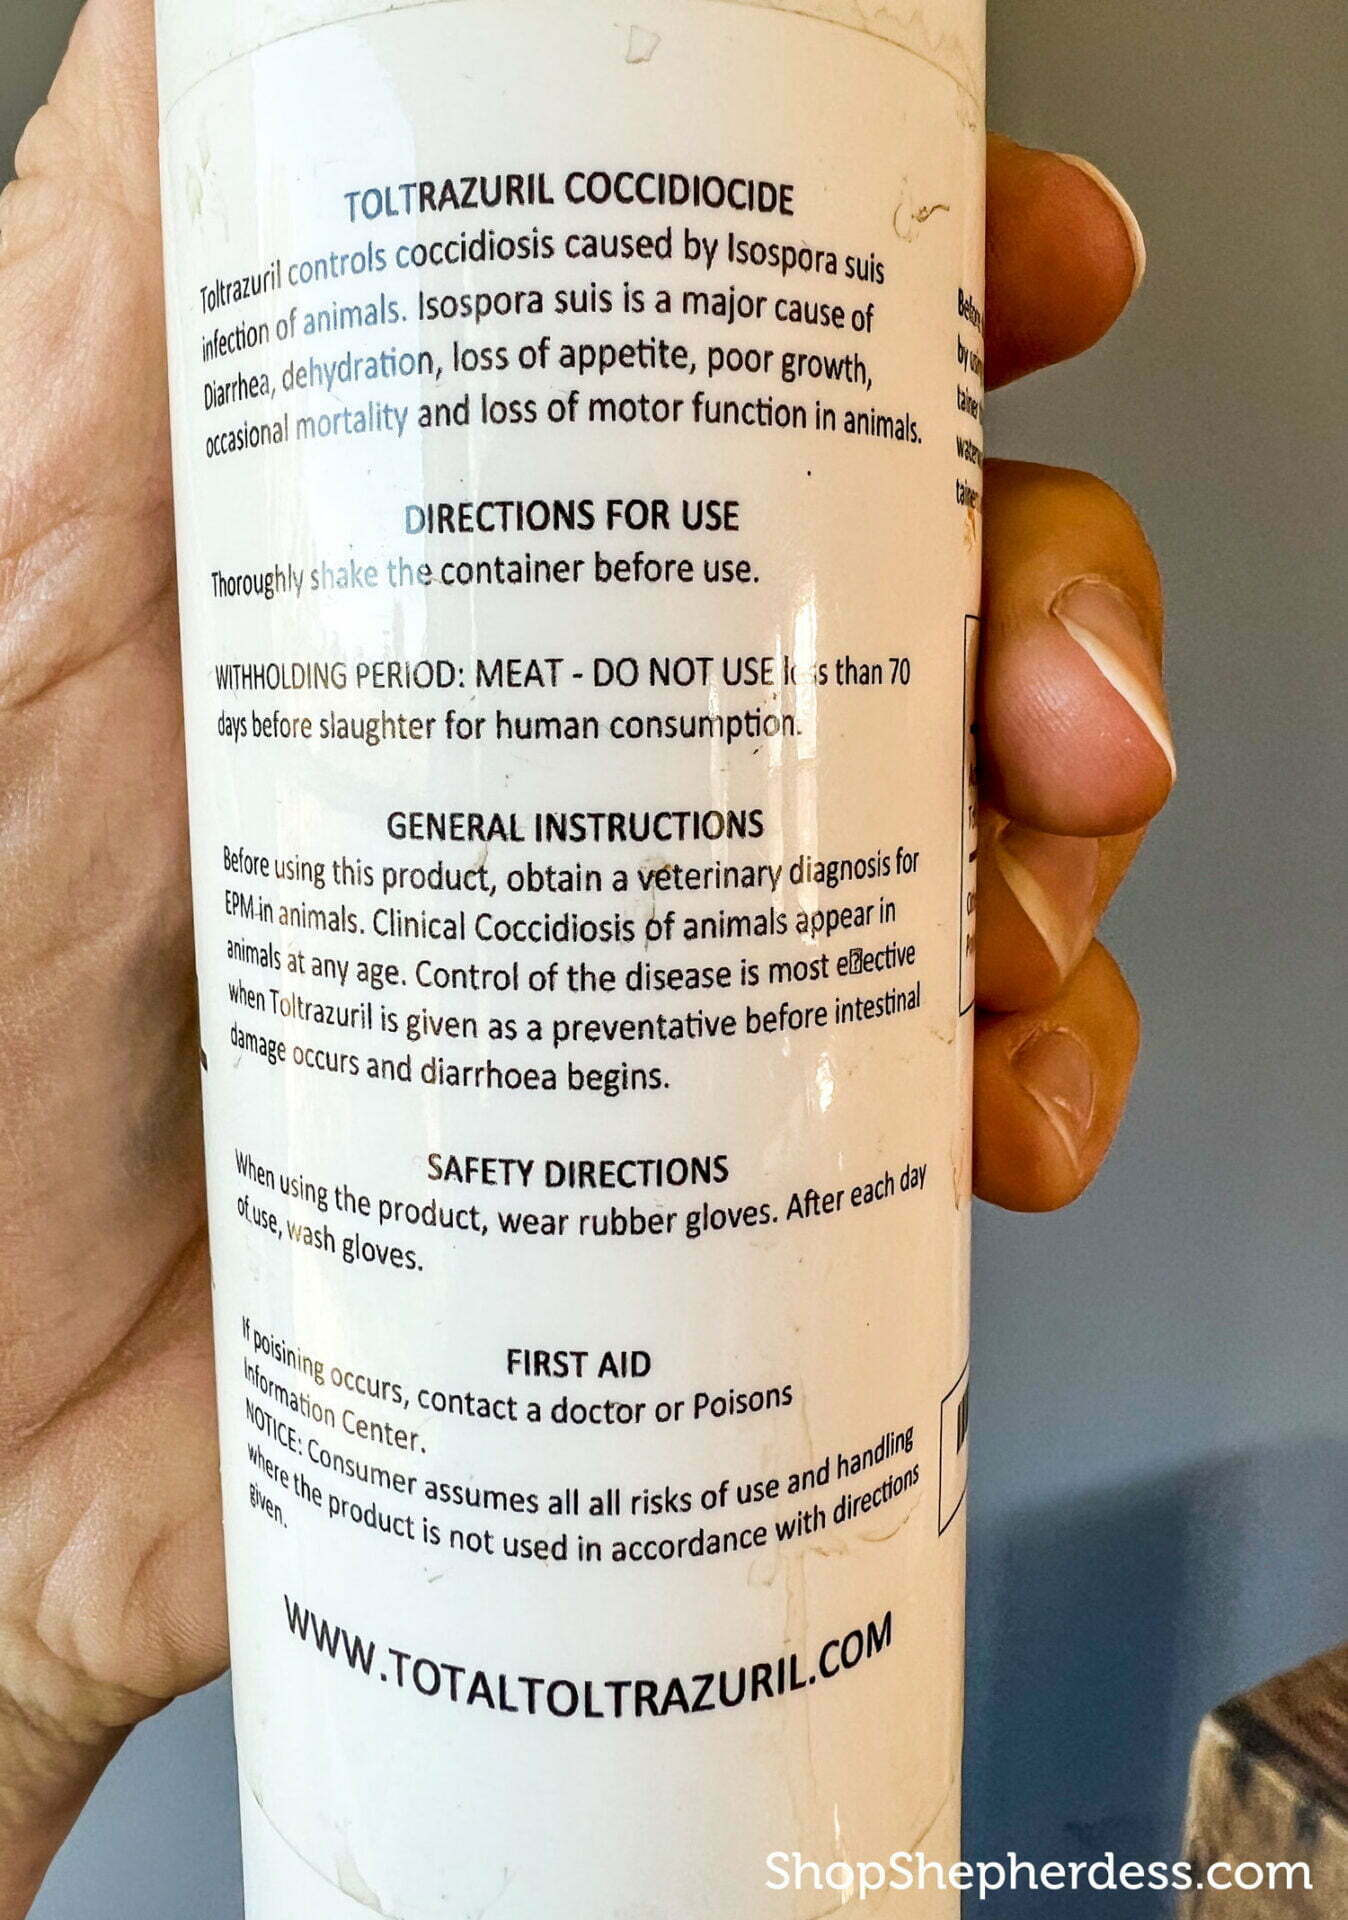 TOLTRAZURIL COCCIDIOCIDE
Toltrazuril controls coccidiosis caused by Isospora suis
infection of animals. Isospora suis is a major cause of
Diarrhea, dehydration, loss of appetite, poor growth,
occasional mortality and loss of motor function in animals.
DIRECTIONS FOR USE
Thoroughly shake the container before use.
WITHHOLDING PERIOD: MEAT - DO NOT USE less than 70
days before slaughter for human consumption.
GENERAL INSTRUCTIONS
Before using this product, obtain a veterinary diagnosis for
EPM in animals. Clinical Coccidiosis of animals appear in
animals at any age. Control of the disease is most e⍰ective
when Toltrazuril is given as a preventative before intestinal
damage occurs and diarrhoea begins.
SAFETY DIRECTIONS
When using the product, wear rubber gloves. After each day
of use, wash gloves.
FIRST AID
If poisining occurs, contact a doctor or Poisons
Information Center.
NOTICE: Consumer assumes all all risks of use and handling
where the product is not used in accordance with directions
given.
WWW.TOTALTOLTRAZURIL.COM
ShopShepherdess.com